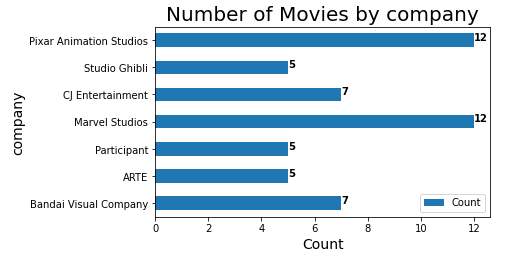 Number of Movies by company
Pixar Animation Studios 12
Studio Ghibli 5
CJ Entertainment 7
Marvel Studios 12
Participant 5
ARTE 5
Bandai Visual Company 7
company
Count
0 2 4 6 8 10 12
Count